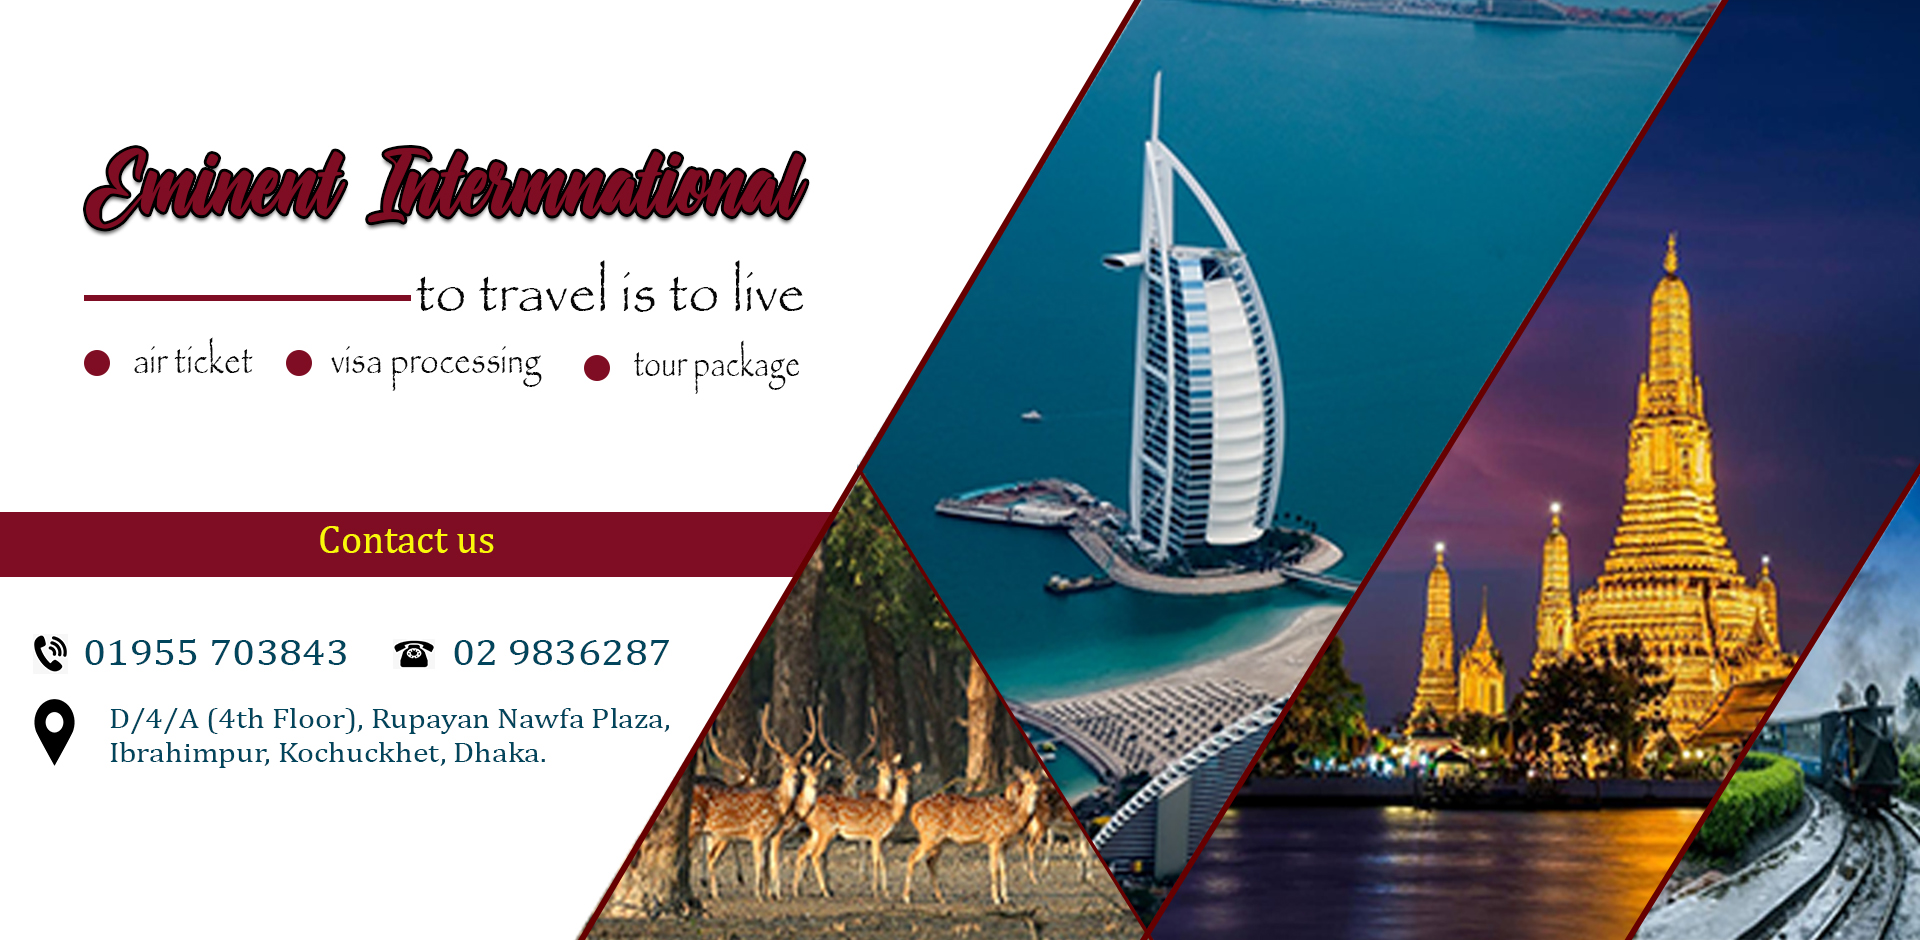 Eminent Intermnational
to travel is to live
air ticket visa processing tour package
Contact us
01955 703843 02 9836287
D/4/A (4th Floor), Rupayan Nawfa Plaza,
Ibrahimpur, Kochuckhet, Dhaka.